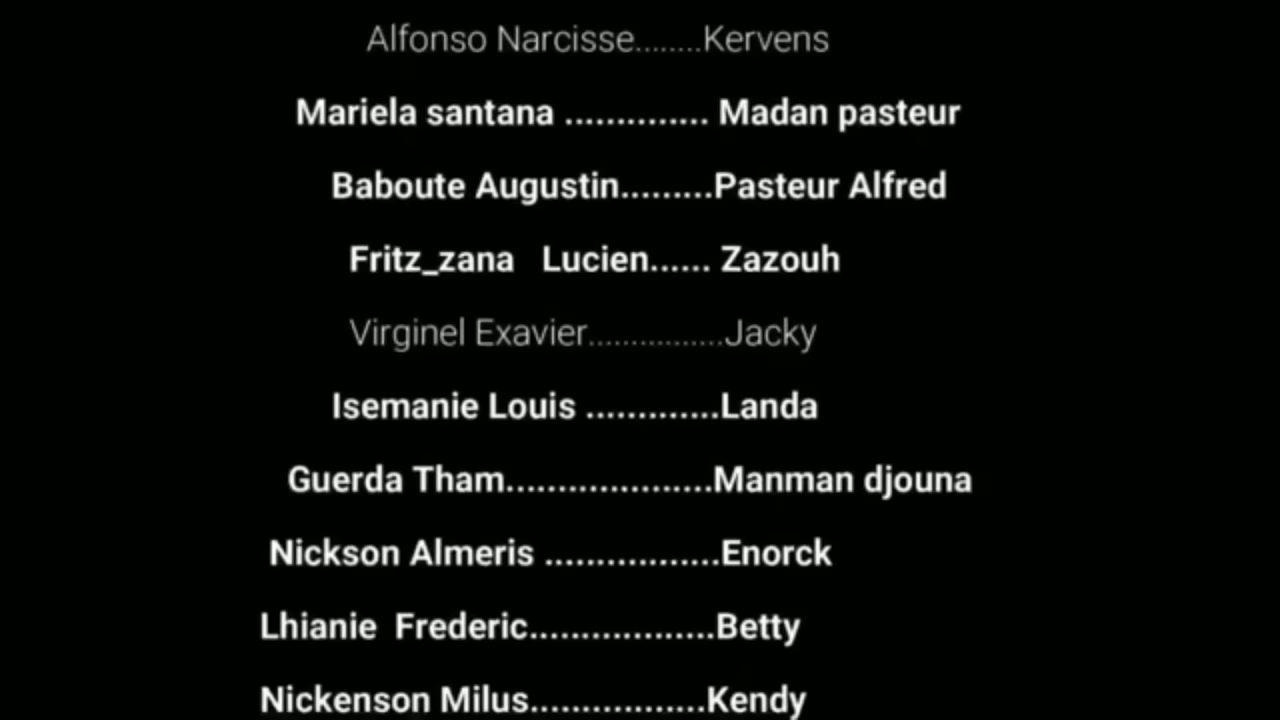 Alfonso Narcisse........Kervens
Mariela santana .............. Madan pasteur
Baboute Augustin.........Pasteur Alfred
Fritz_zana   Lucien...... Zazouh
Virginel Exavier................Jacky
Isemanie Louis .............Landa
Guerda Tham....................Manman djouna
Nickson Almeris .................Enorck
Lhianie  Frederic..................Betty
Nickenson Milus.................Kendy